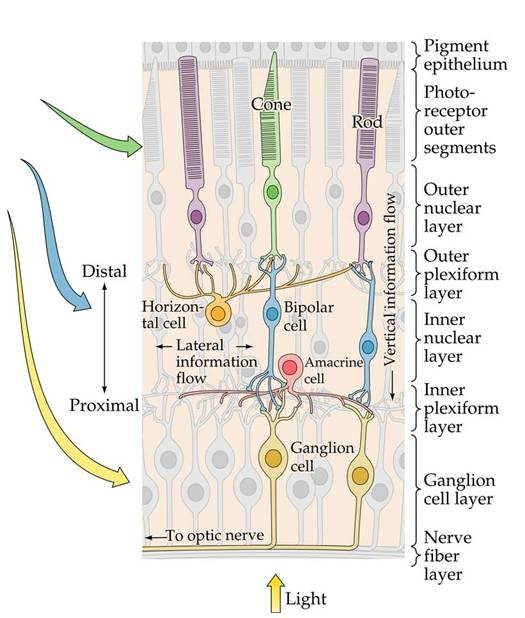 Pigment
epithelium
Photo-
receptor
outer
segments
Cone
Rod
Outer
nuclear
layer
Vertical information flow
Outer
plexiform
layer
Distal
Horizon-
tal cell
Bipolar
cell
Inner
nuclear
layer
Lateral
information
flow
Amacrine
cell
Proximal
Inner
plexiform
layer
Ganglion
cell
Ganglion
cell layer
To optic nerve
Nerve
fiber
layer
Light